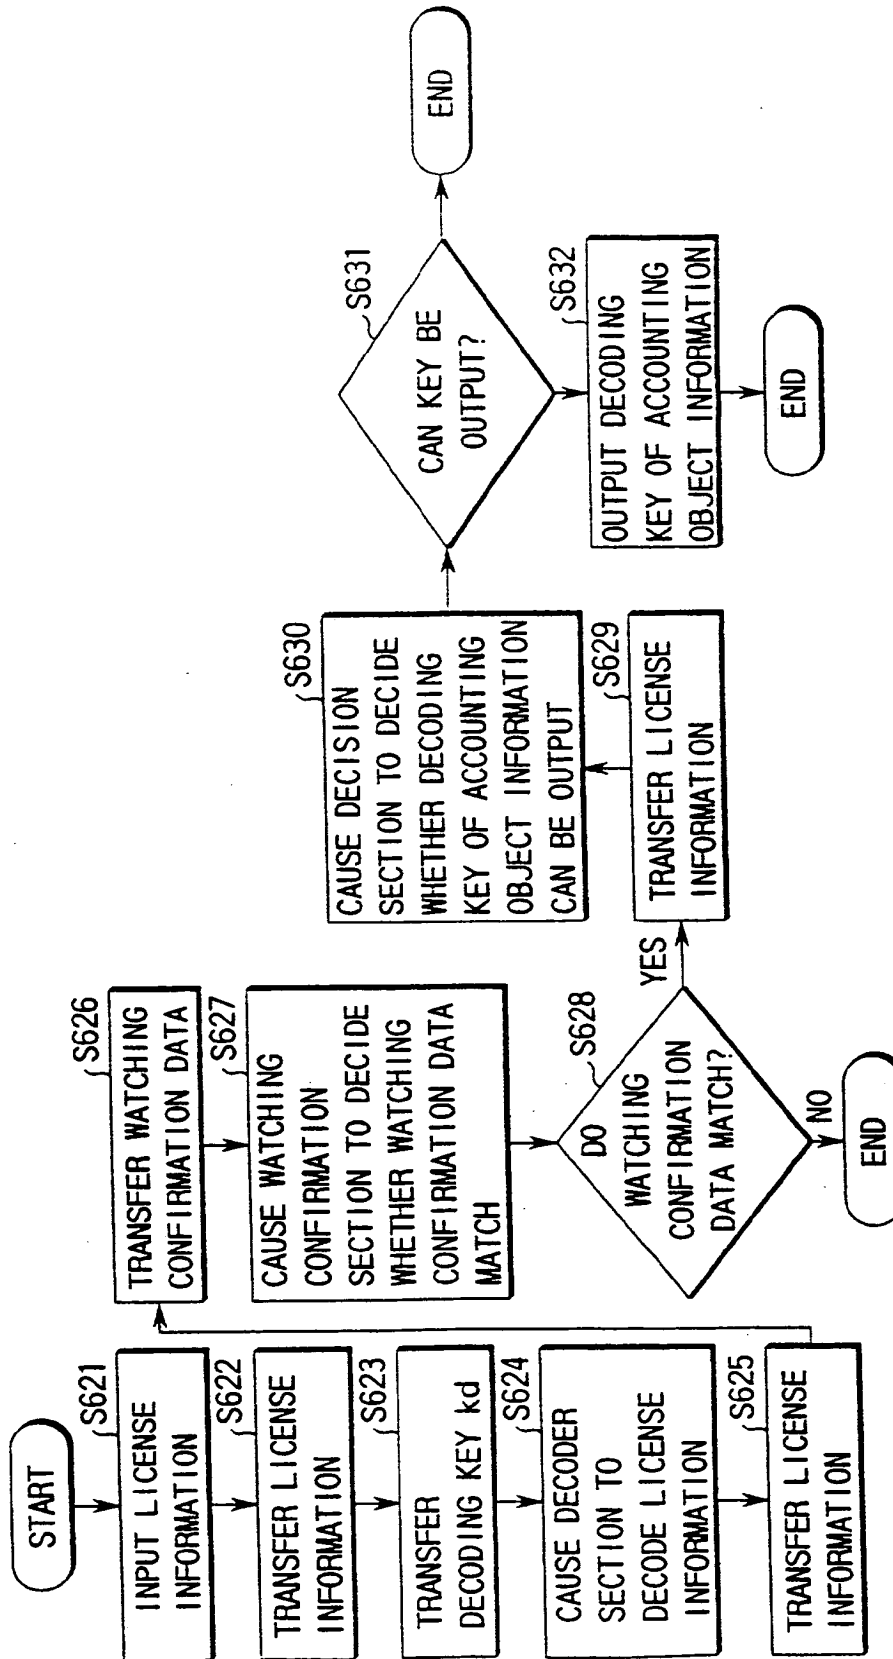 START
S621
INPUT LICENSE
INFORMATION
S622
TRANSFER LICENSE
INFORMATION
S623
TRANSFER
DECODING KEY kd
S624
CAUSE DECODER
SECTION TO
DECODE LICENSE
INFORMATION
S625
TRANSFER LICENSE
INFORMATION
S626
TRANSFER WATCHING
CONFIRMATION DATA
S627
CAUSE WATCHING
CONFIRMATION
SECTION TO DECIDE
WHETHER WATCHING
CONFIRMATION DATA
MATCH
S628
DO
WATCHING
CONFIRMATION
DATA MATCH?
NO
END
YES
S629
TRANSFER LICENSE
INFORMATION
S630
CAUSE DECISION
SECTION TO DECIDE
WHETHER DECODING
KEY OF ACCOUNTING
OBJECT INFORMATION
CAN BE OUTPUT
S631
CAN KEY BE
OUTPUT?
END
S632
OUTPUT DECODING
KEY OF ACCOUNTING
OBJECT INFORMATION
END